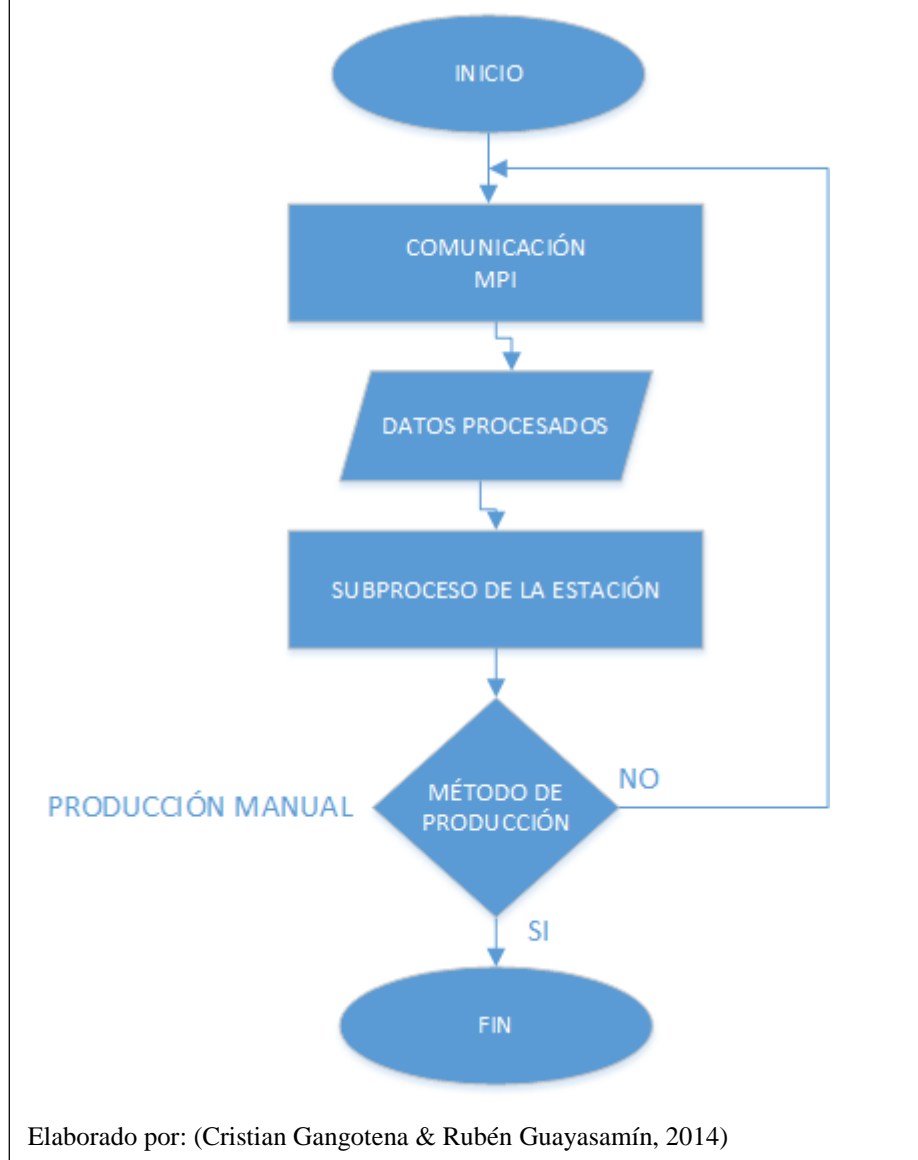 INICIO
COMUNICACIÓN
MPI
DATOS PROCESADOS
SUBPROCESO DE LA ESTACIÓN
MÉTODO DE
PRODUCCIÓN
NO
PRODUCCIÓN MANUAL
SI
FIN
Elaborado por: (Cristian Gangotena & Rubén Guayasamín, 2014)